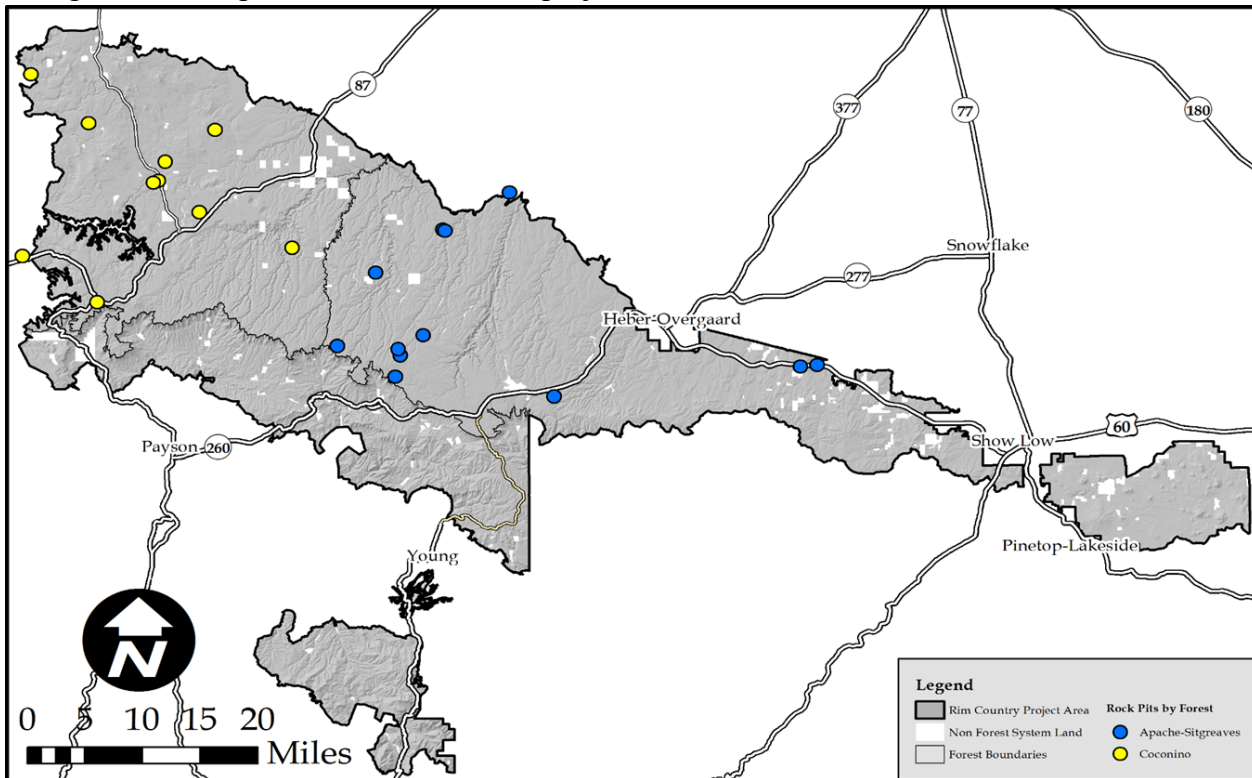 87
377
77
180
Snowflake
277
Heber-Overgaard
Payson
260
Show Low
60
Pinetop-Lakeside
Young
N
0 5 10 15 20
Miles
Legend
Rim Country Project Area
Non Forest System Land
Forest Boundaries
Rock Pits by Forest
Apache-Sitgreaves
Coconino